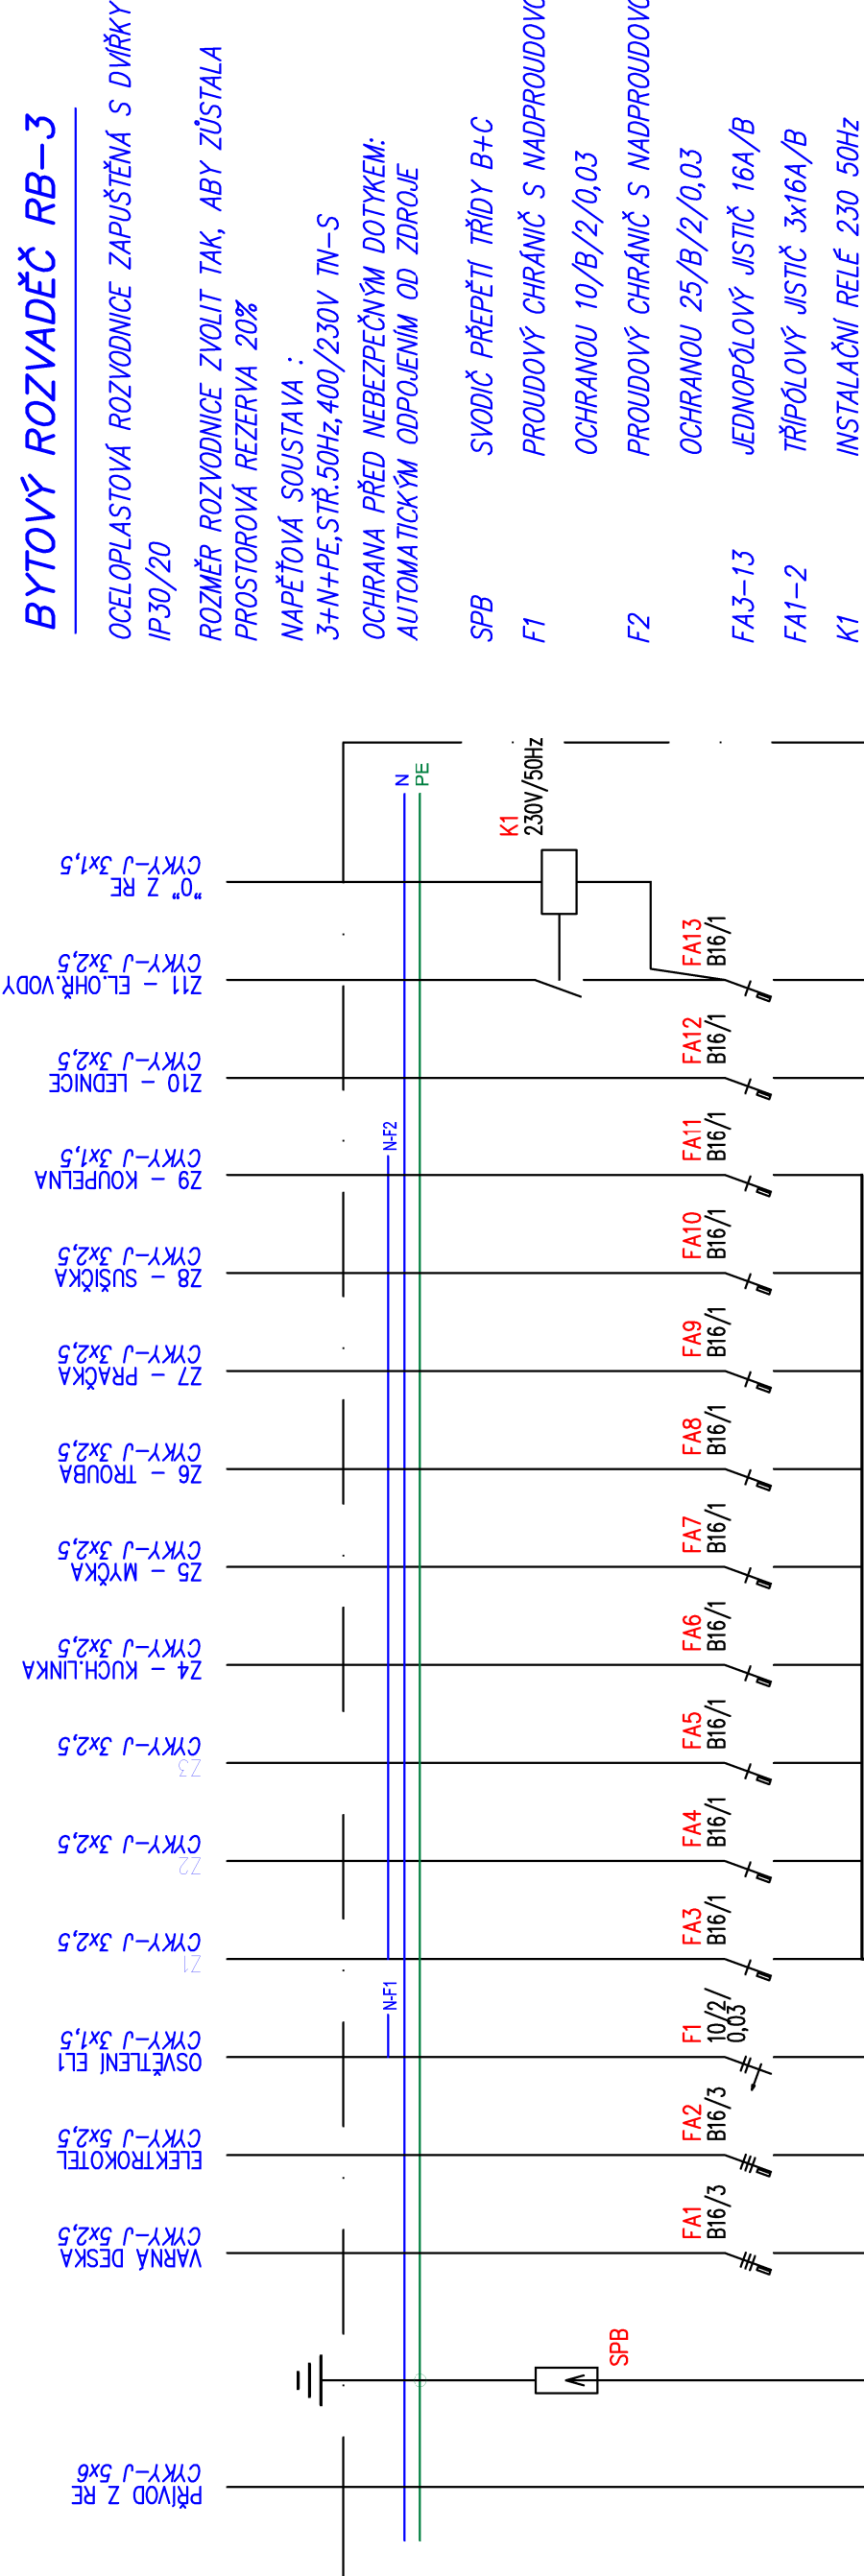 BYTOVÝ ROZVADĚČ RB-3
OCELOPLASTOVÁ ROZVODNICE ZAPUŠTĚNÁ S DVÍŘKY
IP30/20
ROZMĚR ROZVODNICE ZVOLIT TAK, ABY ZŮSTALA
PROSTOROVÁ REZERVA 20%
NAPĚŤOVÁ SOUSTAVA :
3+N+PE,STŘ.50Hz,400/230V TN-S
OCHRANA PŘED NEBEZPEČNÝM DOTYKEM:
AUTOMATICKÝM ODPOJENÍM OD ZDROJE
SPB SVODIČ PŘEPĚTÍ TŘÍDY B+C
F1 PROUDOVÝ CHRÁNIČ S NADPROUDOVO
OCHRANOU 10/B/2/0,03
F2 PROUDOVÝ CHRÁNIČ S NADPROUDOVO
OCHRANOU 25/B/2/0,03
FA3-13 JEDNOPÓLOVÝ JISTIČ 16A/B
FA1-2 TŘÍPÓLOVÝ JISTIČ 3x16A/B
K1 INSTALAČNÍ RELÉ 230 50Hz
PŘÍVOD Z RE
CYKY-J 5x6
VARNÁ DESKA
CYKY-J 5x2,5
ELEKTROKOTEL
CYKY-J 5x2,5
OSVĚTLENÍ EL1
CYKY-J 3x1,5
Z1
CYKY-J 3x2,5
Z2
CYKY-J 3x2,5
Z3
CYKY-J 3x2,5
Z4 - KUCH.LINKA
CYKY-J 3x2,5
Z5 - MYČKA
CYKY-J 3x2,5
Z6 - TROUBA
CYKY-J 3x2,5
Z7 - PRAČKA
CYKY-J 3x2,5
Z8 - SUŠIČKA
CYKY-J 3x2,5
Z9 - KOUPELNA
CYKY-J 3x1,5
Z10 - LEDNICE
CYKY-J 3x2,5
Z11 - EL.OHŘ.VODY
CYKY-J 3x2,5
"0" Z RE
CYKY-J 3x1,5
N-F1
N-F2
N
PE
SPB
K1
230V/50Hz
FA1
B16/3
FA2
B16/3
F1
10/2/
0,03
FA3
B16/1
FA4
B16/1
FA5
B16/1
FA6
B16/1
FA7
B16/1
FA8
B16/1
FA9
B16/1
FA10
B16/1
FA11
B16/1
FA12
B16/1
FA13
B16/1